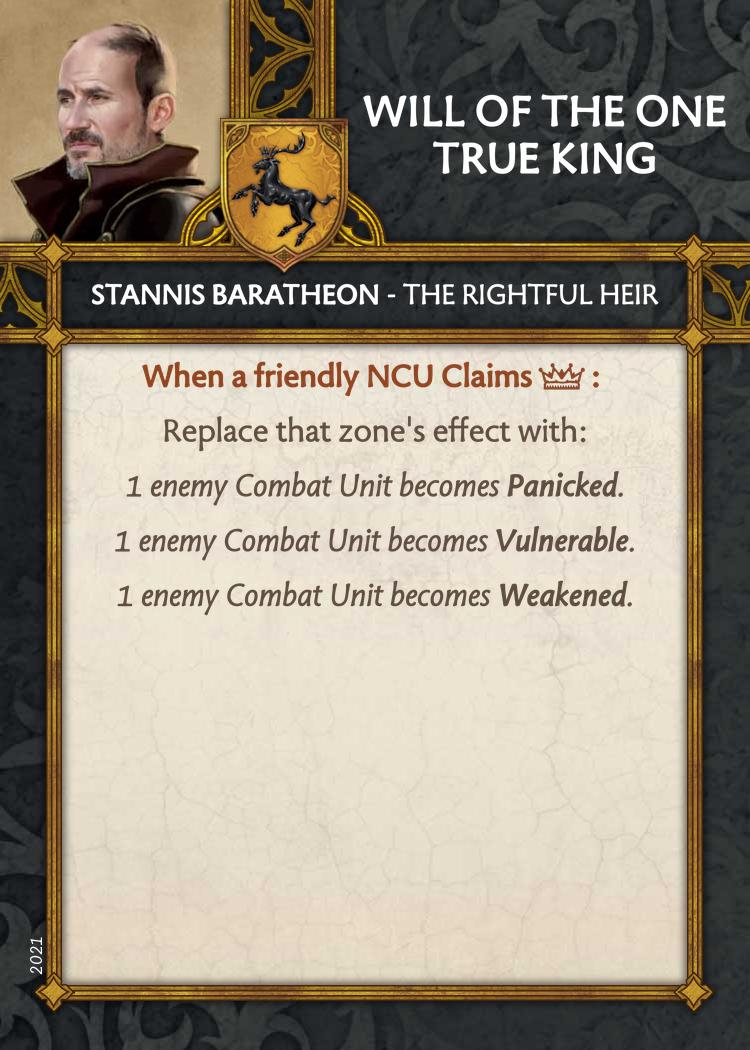 WILL OF THE ONE
TRUE KING
STANNIS BARATHEON - THE RIGHTFUL HEIR
When a friendly NCU Claims :
Replace that zone's effect with:
1 enemy Combat Unit becomes Panicked.
1 enemy Combat Unit becomes Vulnerable.
1 enemy Combat Unit becomes Weakened.
2021